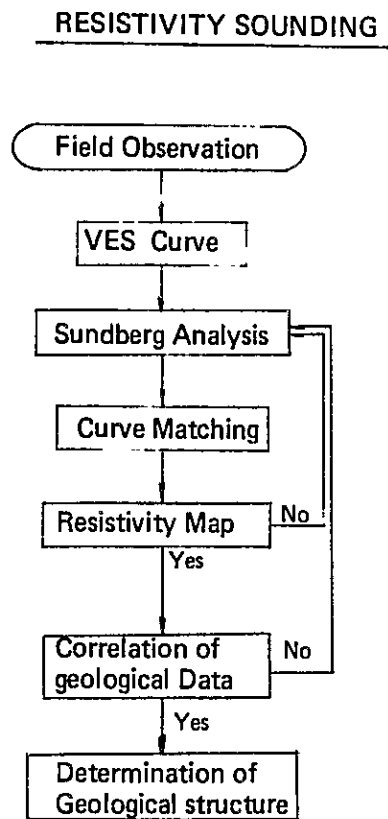 RESISTIVITY SOUNDING
Field Observation
VES Curve
Sundberg Analysis
Curve Matching
Resistivity Map
No
Yes
Correlation of
geological Data
No
Yes
Determination of
Geological structure